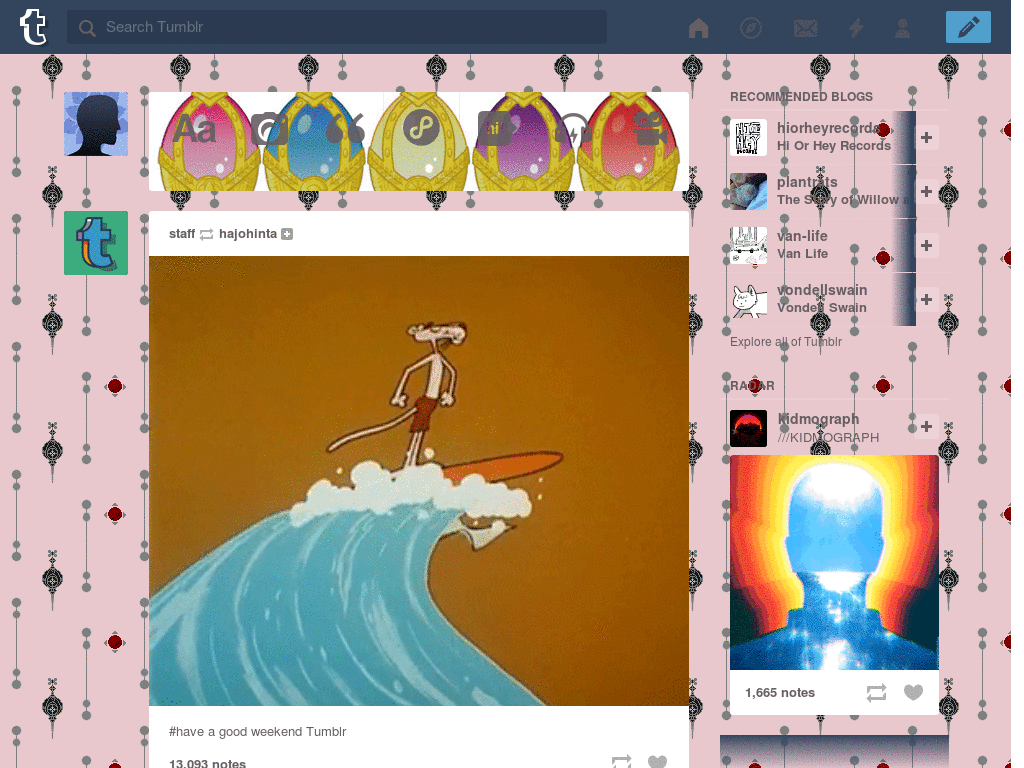 Search Tumblr
Aa
hi
RECOMMENDED BLOGS
hiorheyrecords
Hi Or Hey Records
plantrats
The Story of Willow a
van-life
Van Life
vondellswain
Vondell Swain
Explore all of Tumblr
staff hajohinta
RADAR
kidmograph
///KIDMOGRAPH
1,665 notes
#have a good weekend Tumblr
13,093 notes